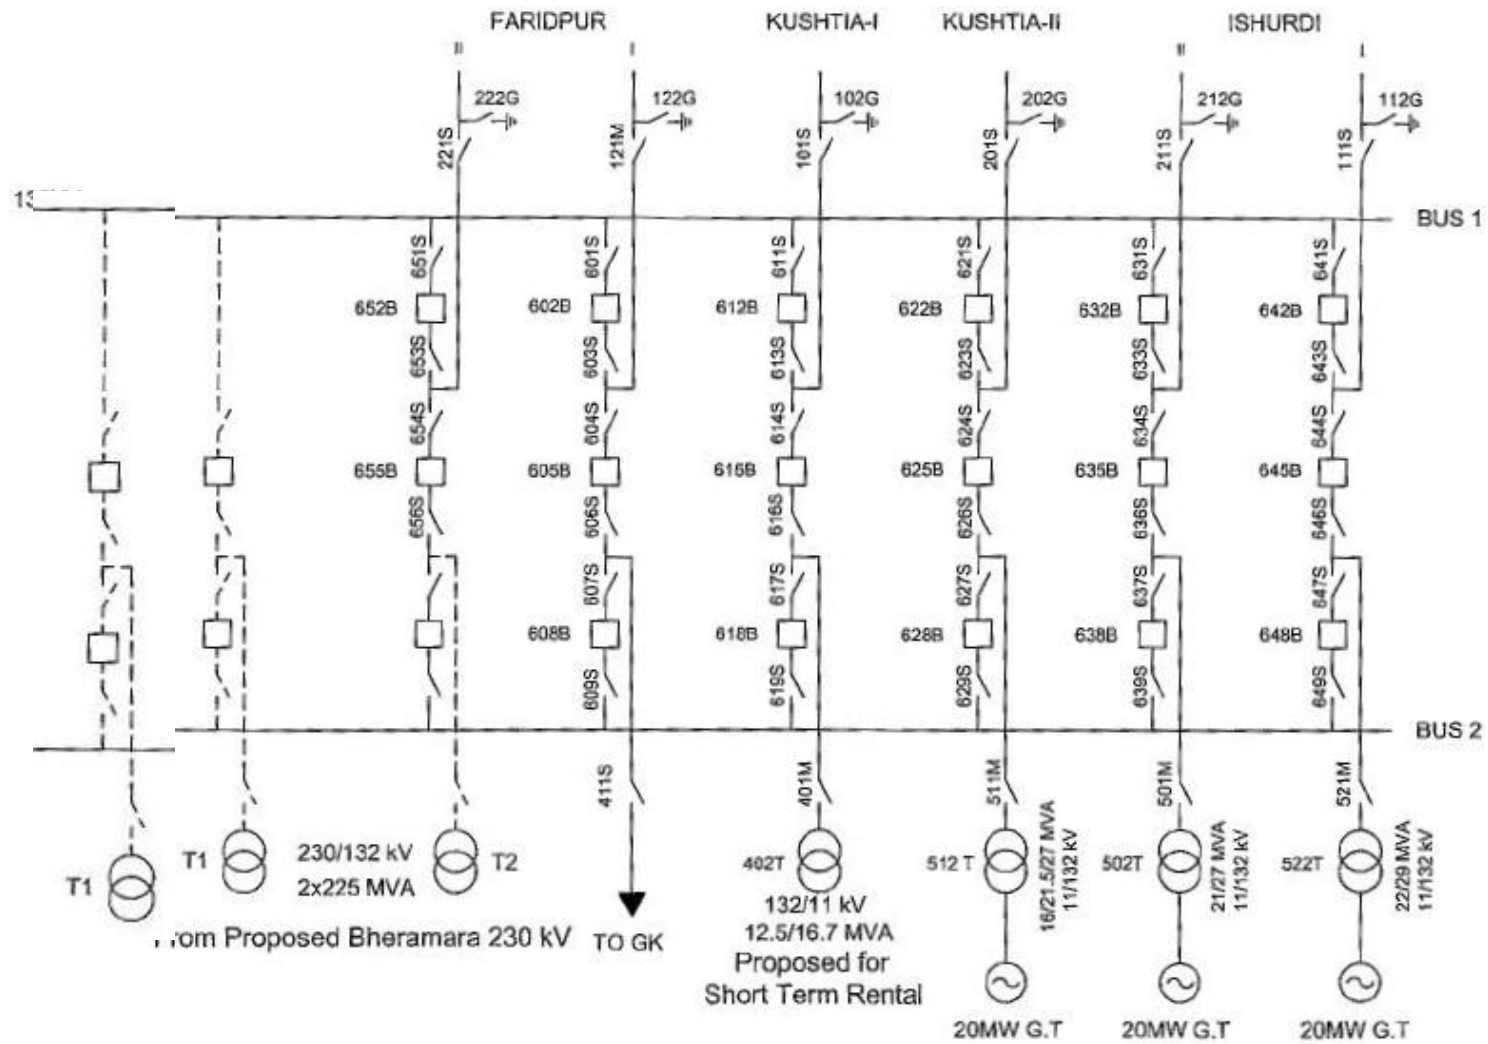 FARIDPUR KUSHTIA-I KUSHTIA-Ii ISHURDI
II I II I
222G 122G 102G 202G 212G 112G
221S 121M 101S 201S 211S 111S
BUS 1
651S 601S 611S 621S 631S 641S
652B 602B 612B 622B 632B 642B
653S 603S 613S 623S 633S 643S
654S 604S 614S 624S 634S 644S
655B 605B 615B 625B 635B 645B
656S 606S 616S 626S 636S 646S
607S 617S 627S 637S 647S
608B 618B 628B 638B 648B
609S 619S 629S 639S 649S
BUS 2
411S 401M 511M 501M 521M
T1 T1 230/132 kV T2 402T 512 T 502T 522T
2x225 MVA
16/21.5/27 MVA
11/132 kV
21/27 MVA
11/132 kV
22/29 MVA
11/132 kV
132/11 kV
12.5/16.7 MVA
From Proposed Bheramara 230 kV TO GK
Proposed for
Short Term Rental
20MW G.T 20MW G.T 20MW G.T